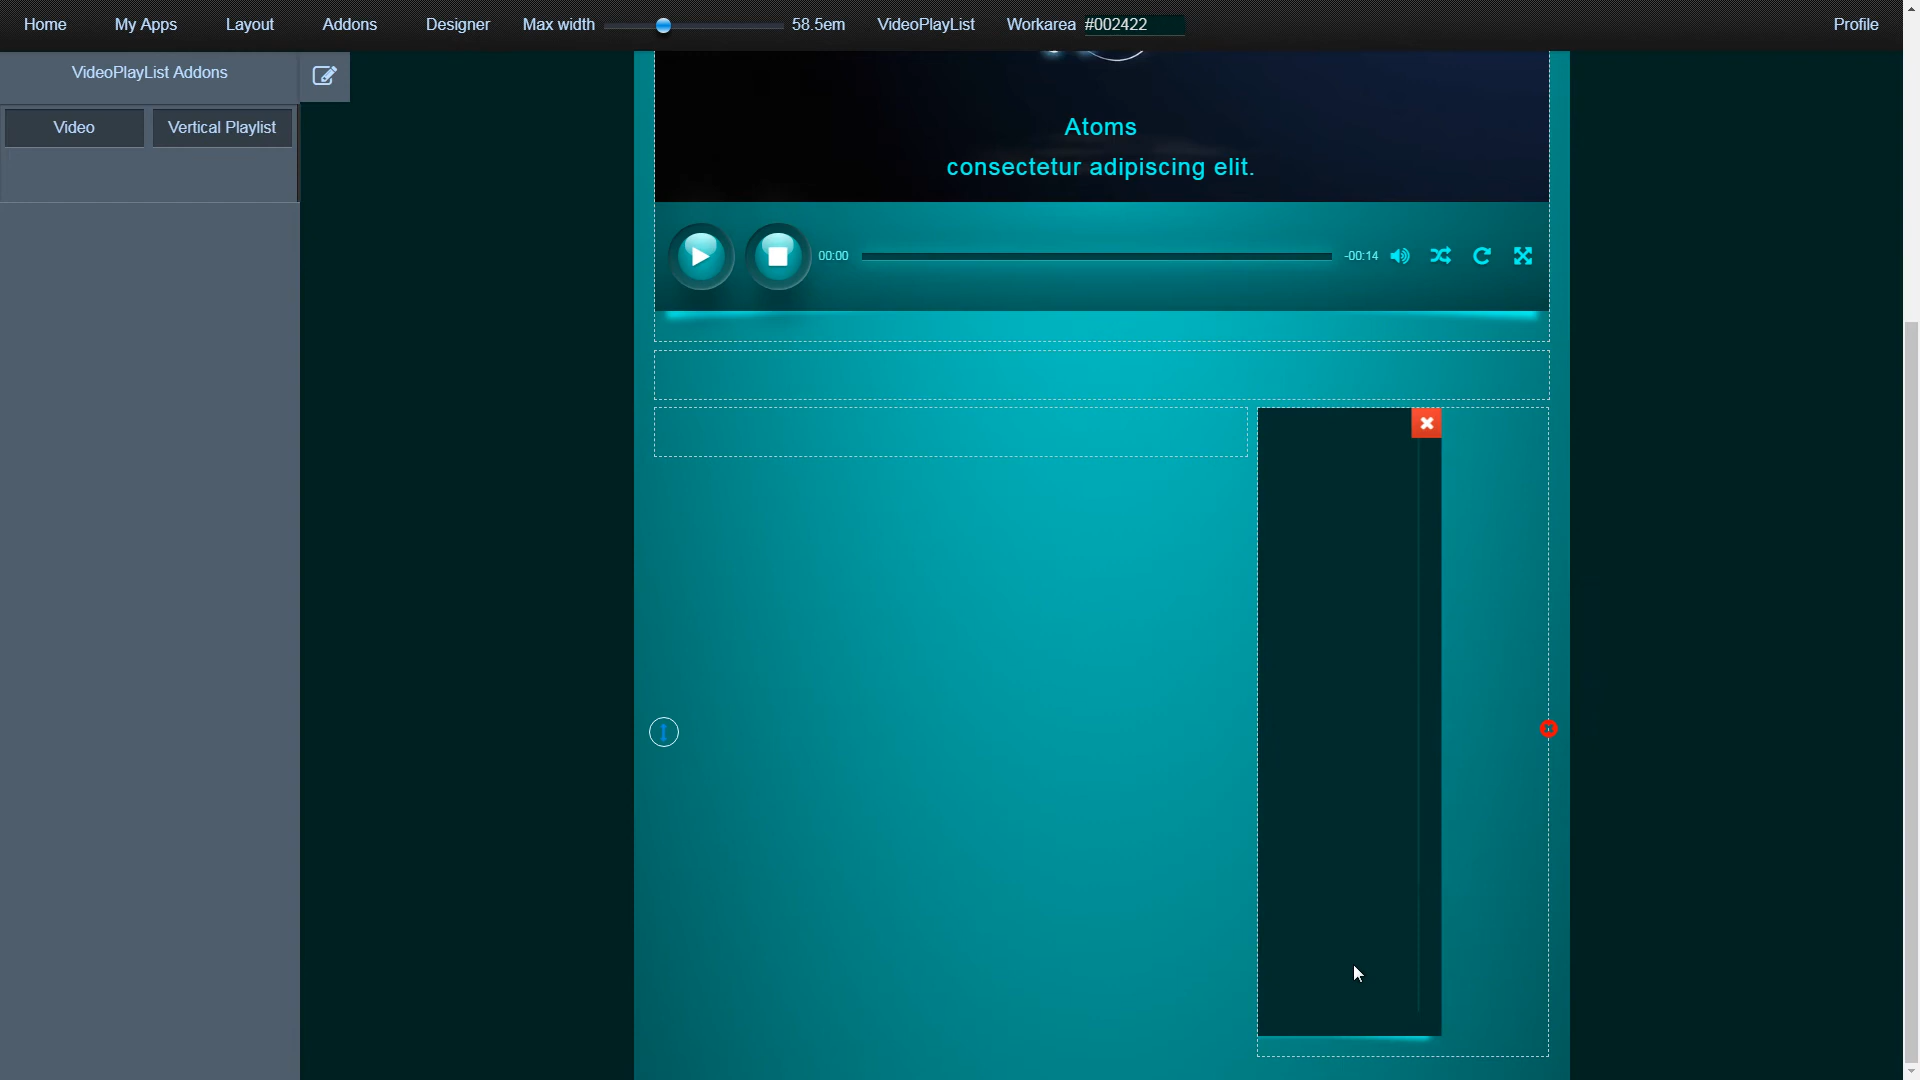 Home My Apps Layout Addons Designer Max width 58.5em VideoPlayList Workarea #002422 Profile
VideoPlayList Addons
Video Vertical Playlist
Atoms
consectetur adipiscing elit.
00:00 -00:14